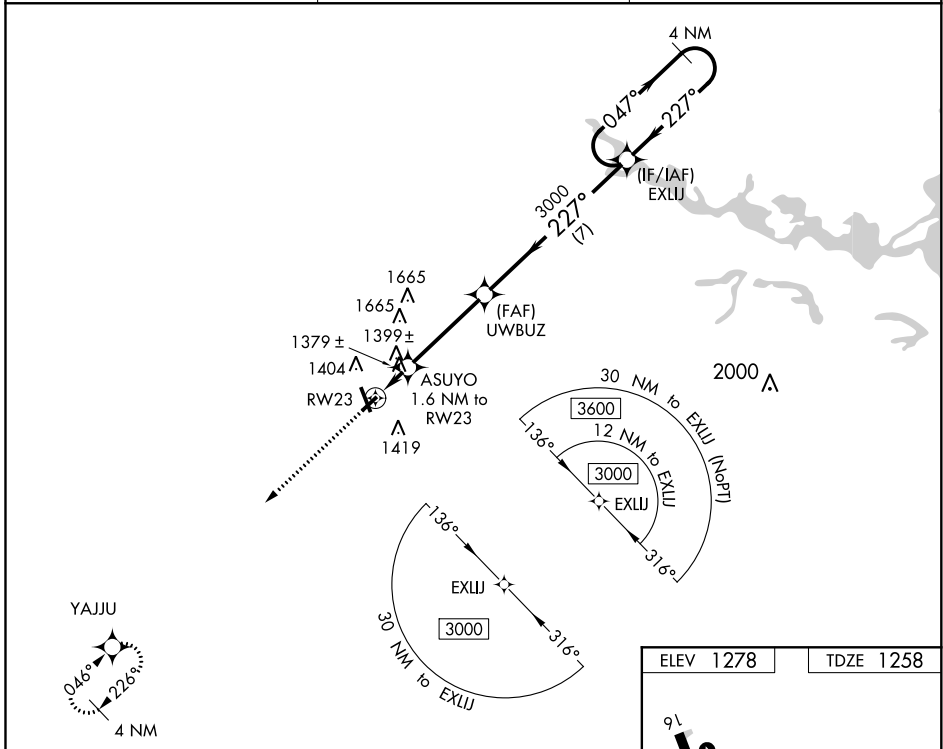 4 NM
047°
227°
(IF/IAF)
EXLIJ
3000
227°
(7)
1665
1665
(FAF)
UWBUZ
1379 ±
1399 ±
1404
ASUYO
1.6 NM to
RW23
RW23
1419
2000
30 NM to EXLIJ (NoPT)
3600
136°
12 NM to EXLIJ
3000
EXLIJ
316°
136°
EXLIJ
3000
316°
30 NM to EXLIJ
YAJJU
046°
226°
4 NM
ELEV 1278
TDZE 1258
16